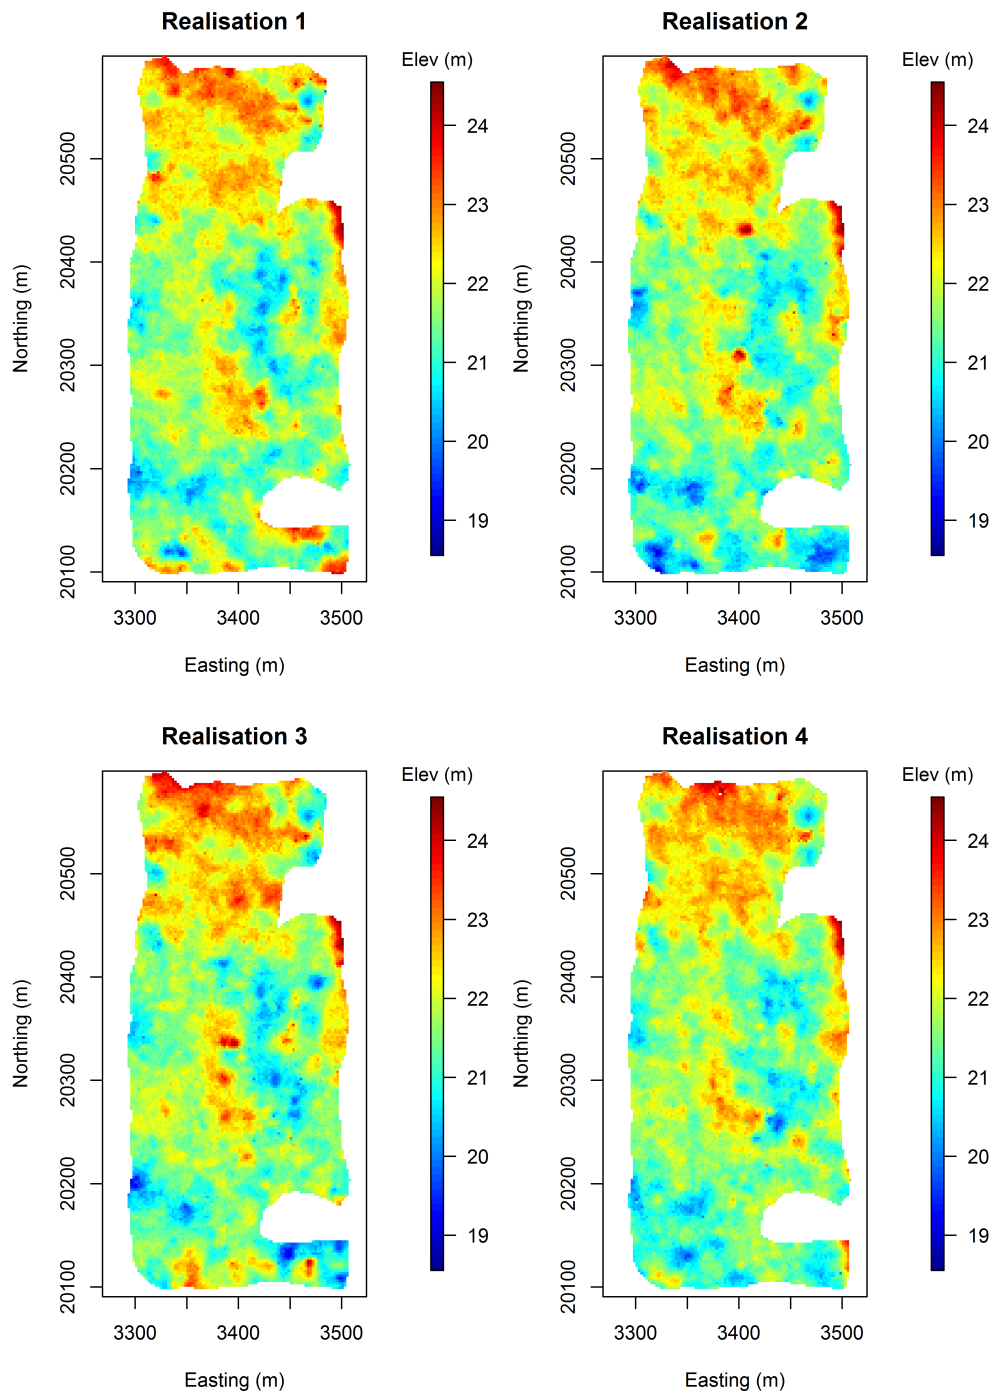 Realisation 1
Elev (m)
24
23
22
21
20
19
20500
20400
20300
20200
20100
Northing (m)
3300 3400 3500
Easting (m)
Realisation 2
Elev (m)
24
23
22
21
20
19
20500
20400
20300
20200
20100
Northing (m)
3300 3400 3500
Easting (m)
Realisation 3
Elev (m)
24
23
22
21
20
19
20500
20400
20300
20200
20100
Northing (m)
3300 3400 3500
Easting (m)
Realisation 4
Elev (m)
24
23
22
21
20
19
20500
20400
20300
20200
20100
Northing (m)
3300 3400 3500
Easting (m)